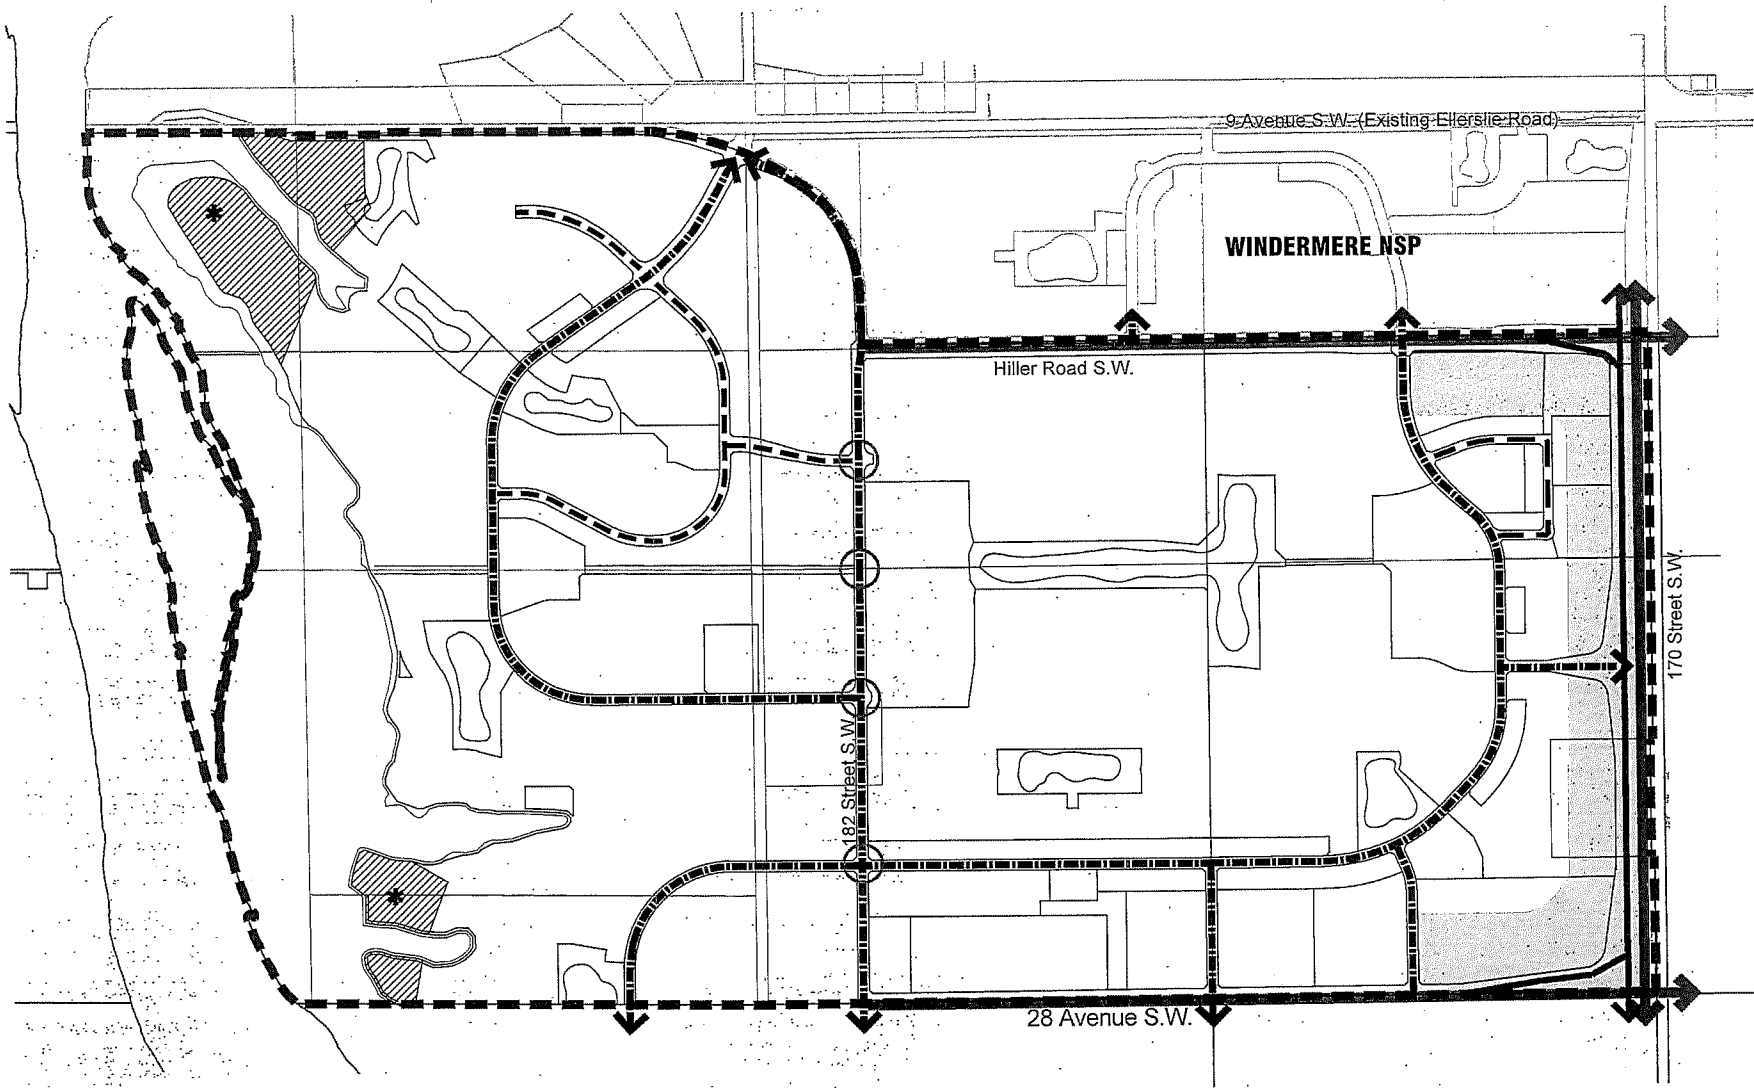 9 Avenue S.W. (Existing Ellerslie Road)
WINDERMERE NSP
Hiller Road S.W.
170 Street S.W.
182 Street S.W.
28 Avenue S.W.